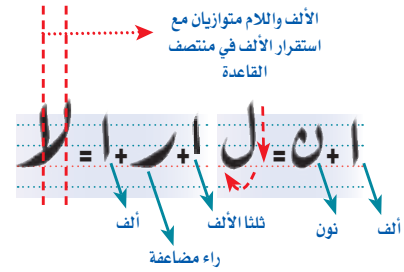 الألف واللام متوازيان مع
استقرار الألف في منتصف
القاعدة
ا + ن = ل
ا + ر + ا = لا
ألف
نون
ثلثا الألف
راء مضاعفة
ألف